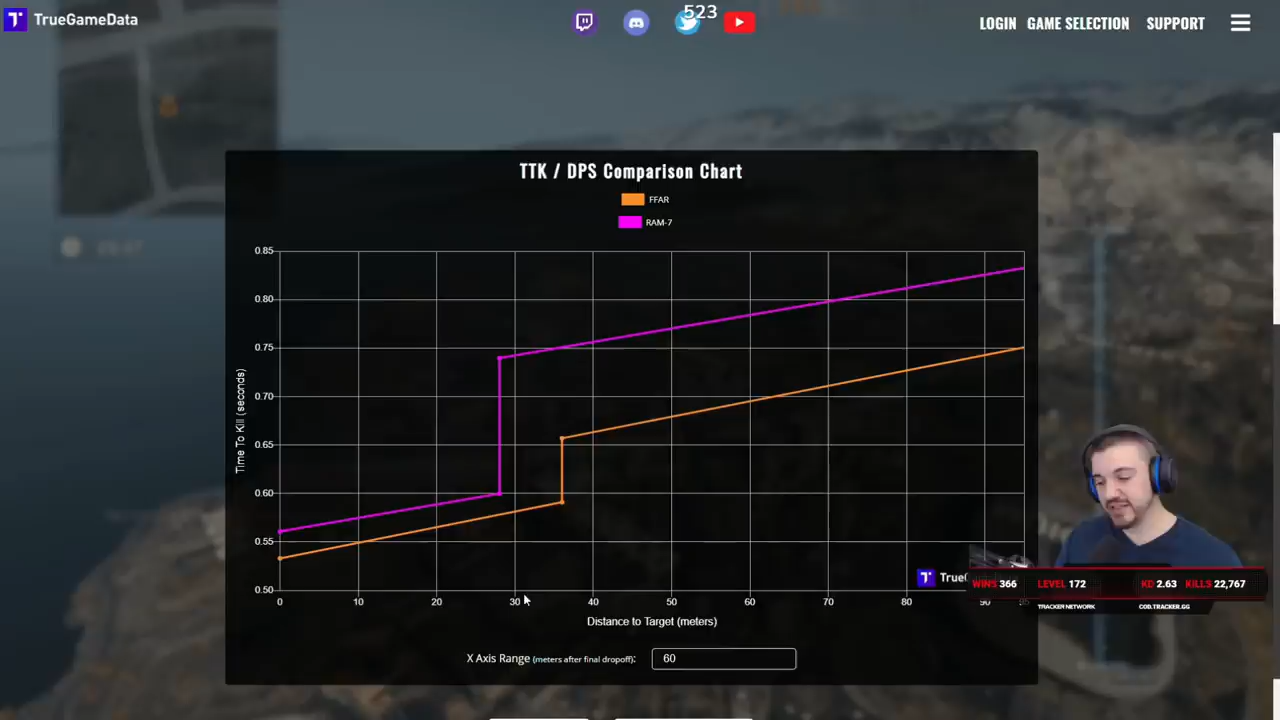 TrueGameData
523
LOGIN GAME SELECTION SUPPORT
TTK / DPS Comparison Chart
FFAR
RAM-7
Time To Kill (seconds)
0.85
0.80
0.75
0.70
0.65
0.60
0.55
0.50
0 10 20 30 40 50 60 70 80 90
Distance to Target (meters)
X Axis Range (meters after final dropoff): 60
WINS 366 LEVEL 172 KD 2.63 KILLS 22,767
TRACKER NETWORK COD.TRACKER.GG